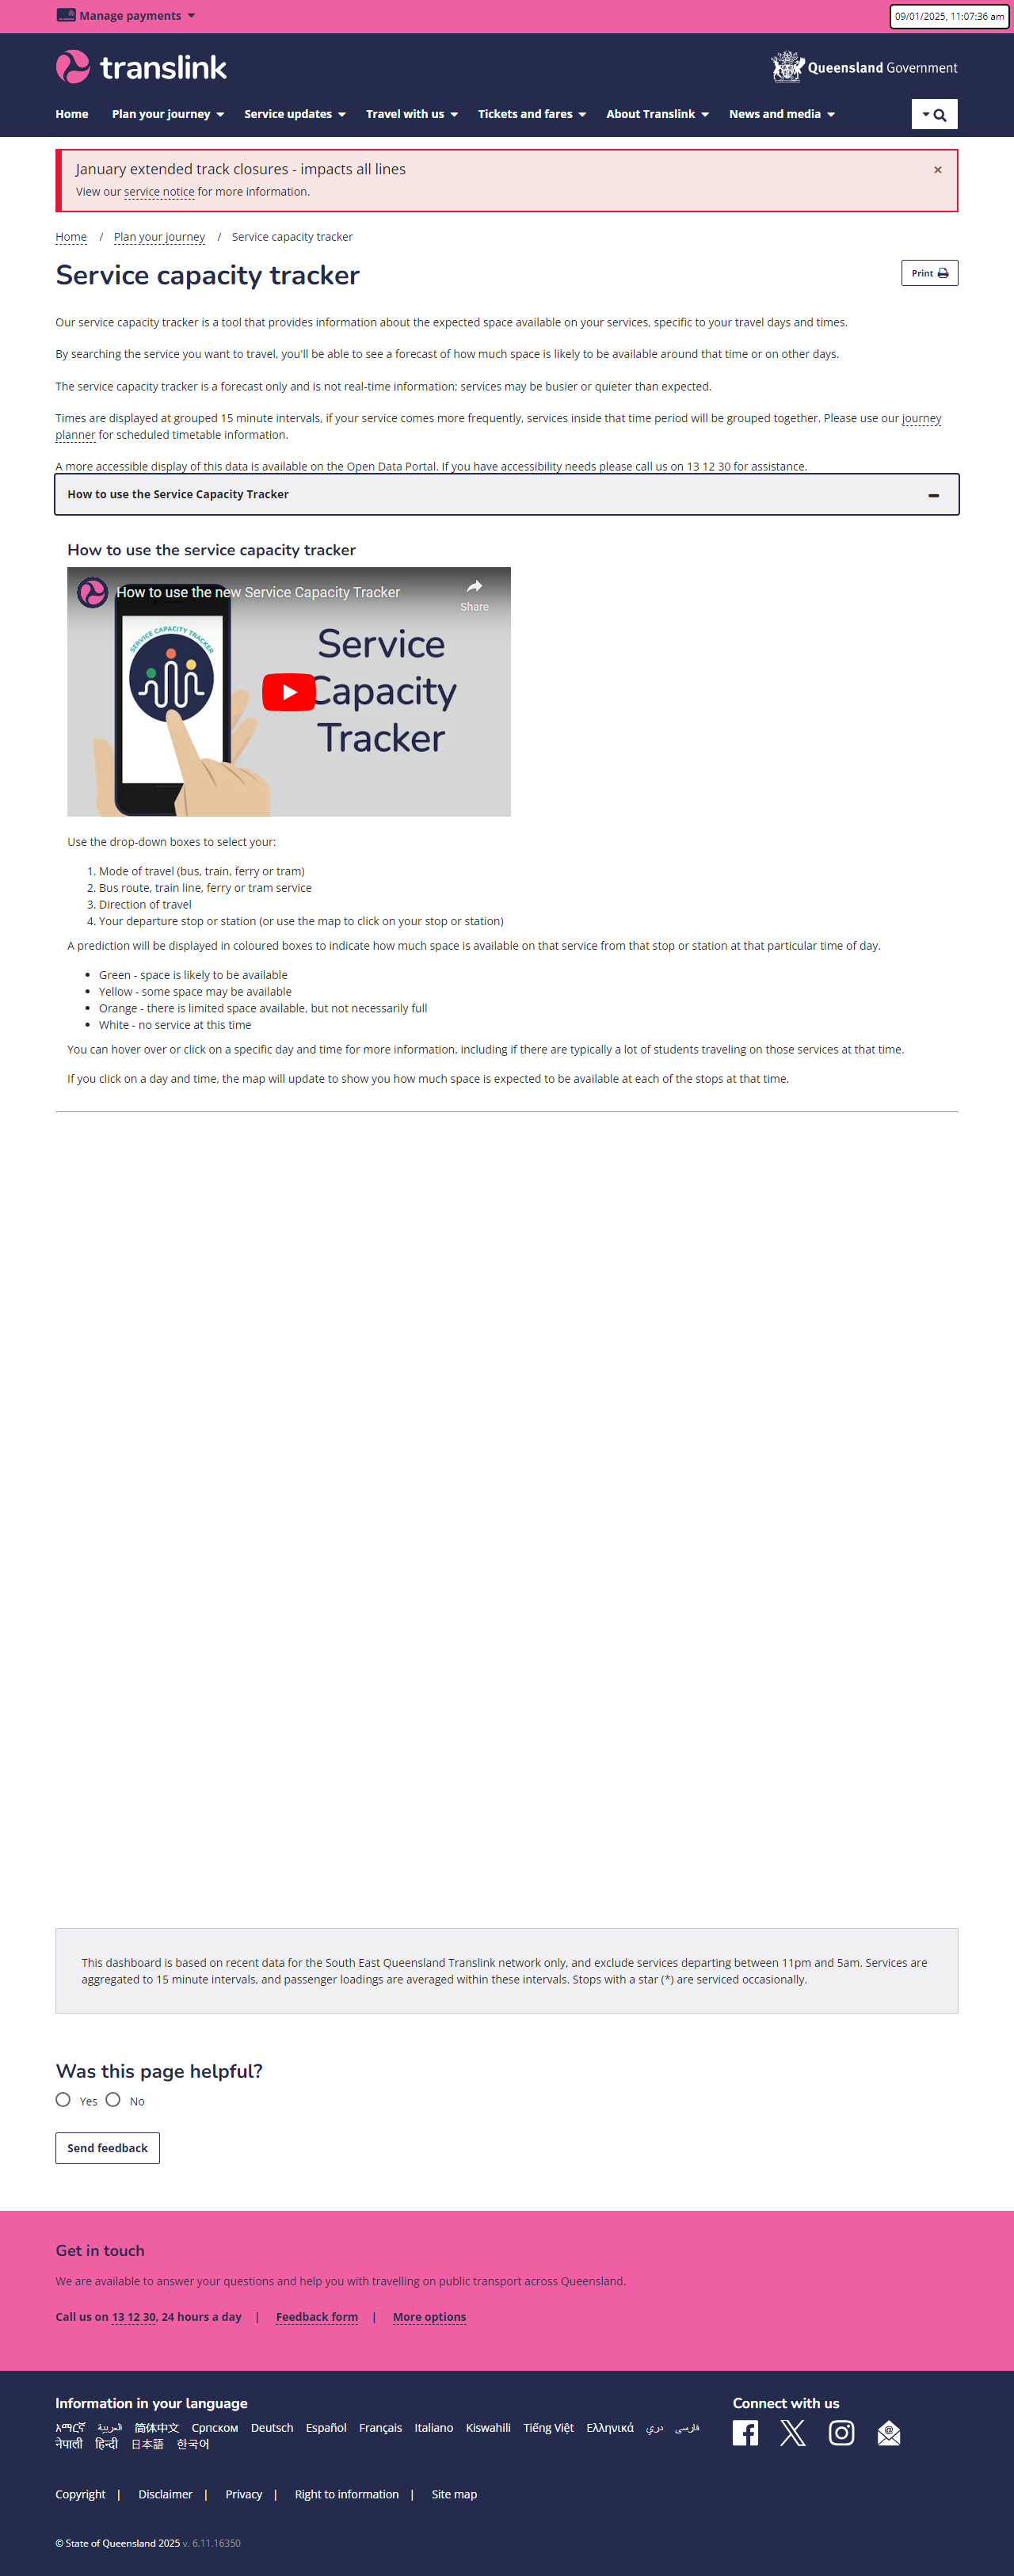 Manage payments
09/01/2025, 11:07:36 am
translink
Queensland Government
Home Plan your journey Service updates Travel with us Tickets and fares About Translink News and media
January extended track closures - impacts all lines
×
View our service notice for more information.
Home / Plan your journey / Service capacity tracker
Service capacity tracker
Print
Our service capacity tracker is a tool that provides information about the expected space available on your services, specific to your travel days and times.
By searching the service you want to travel, you'll be able to see a forecast of how much space is likely to be available around that time or on other days.
The service capacity tracker is a forecast only and is not real-time information; services may be busier or quieter than expected.
Times are displayed at grouped 15 minute intervals, if your service comes more frequently, services inside that time period will be grouped together. Please use our journey
planner for scheduled timetable information.
A more accessible display of this data is available on the Open Data Portal. If you have accessibility needs please call us on 13 12 30 for assistance.
How to use the Service Capacity Tracker
How to use the service capacity tracker
How to use the new Service Capacity Tracker
Share
SERVICE CAPACITY TRACKER
Service
Capacity
Tracker
Use the drop-down boxes to select your:
1. Mode of travel (bus, train, ferry or tram)
2. Bus route, train line, ferry or tram service
3. Direction of travel
4. Your departure stop or station (or use the map to click on your stop or station)
A prediction will be displayed in coloured boxes to indicate how much space is available on that service from that stop or station at that particular time of day.
• Green - space is likely to be available
• Yellow - some space may be available
• Orange - there is limited space available, but not necessarily full
• White - no service at this time
You can hover over or click on a specific day and time for more information, including if there are typically a lot of students traveling on those services at that time.
If you click on a day and time, the map will update to show you how much space is expected to be available at each of the stops at that time.
This dashboard is based on recent data for the South East Queensland Translink network only, and exclude services departing between 11pm and 5am. Services are
aggregated to 15 minute intervals, and passenger loadings are averaged within these intervals. Stops with a star (*) are serviced occasionally.
Was this page helpful?
Yes No
Send feedback
Get in touch
We are available to answer your questions and help you with travelling on public transport across Queensland.
Call us on 13 12 30, 24 hours a day | Feedback form | More options
Information in your language
Connect with us
አማርኛ العربية 简体中文 Српском Deutsch Español Français Italiano Kiswahili Tiếng Việt Ελληνικά دري فارسی
नेपाली हिन्दी 日本語 한국어
Copyright | Disclaimer | Privacy | Right to information | Site map
© State of Queensland 2025 v. 6.11.16350